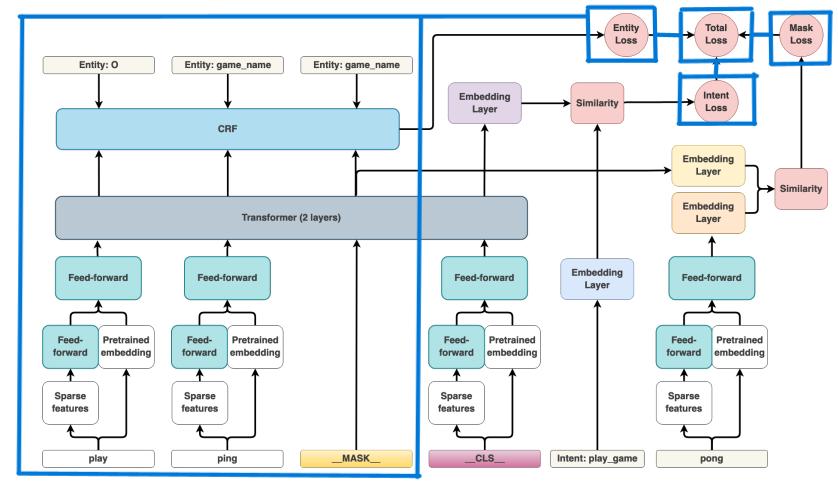 Entity
Loss
Total
Loss
Mask
Loss
Entity: O
Entity: game_name
Entity: game_name
Embedding
Layer
Similarity
Intent
Loss
CRF
Embedding
Layer
Similarity
Embedding
Layer
Transformer (2 layers)
Feed-forward
Feed-forward
Feed-forward
Embedding
Layer
Feed-forward
Feed-
forward
Pretrained
embedding
Feed-
forward
Pretrained
embedding
Feed-
forward
Pretrained
embedding
Feed-
forward
Pretrained
embedding
Sparse
features
Sparse
features
Sparse
features
Sparse
features
play
ping
__MASK__
__CLS__
Intent: play_game
pong